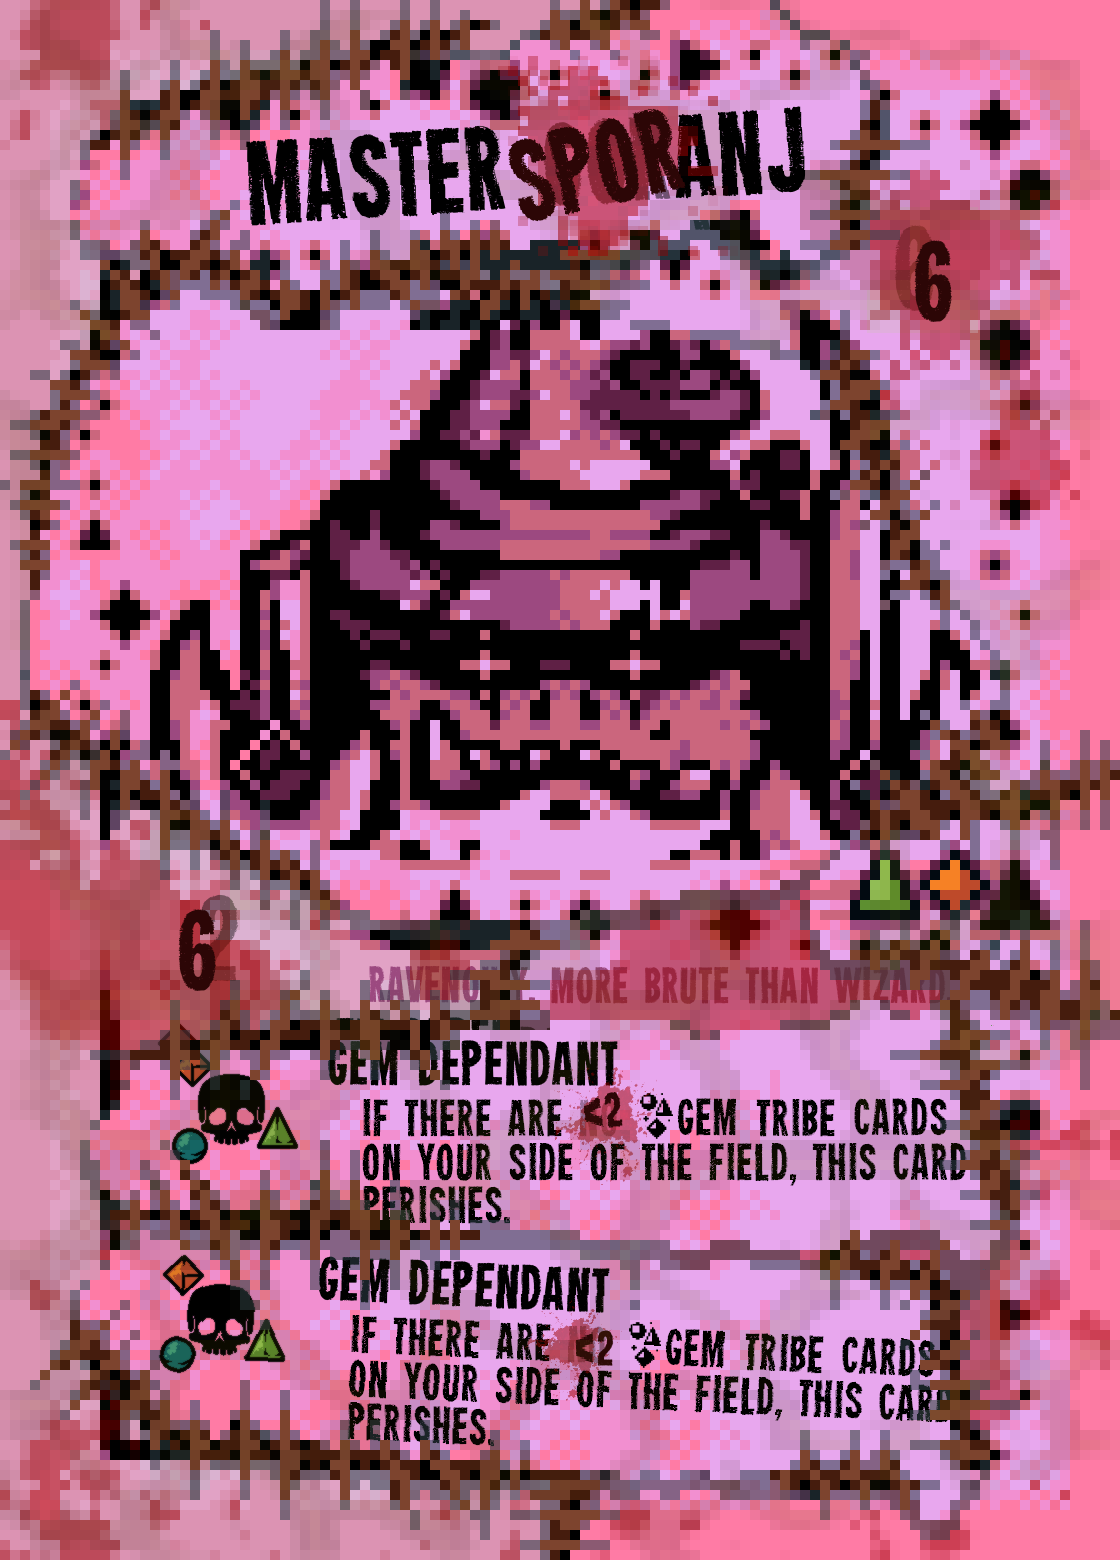 MASTER SPORANJ
6
6
MORE BRUTE THAN WIZARD
GEM DEPENDANT
IF THERE ARE <2 GEM TRIBE CARDS
ON YOUR SIDE OF THE FIELD, THIS CARD
PERISHES.
GEM DEPENDANT
IF THERE ARE <2 GEM TRIBE CARDS
ON YOUR SIDE OF THE FIELD, THIS CARD
PERISHES.